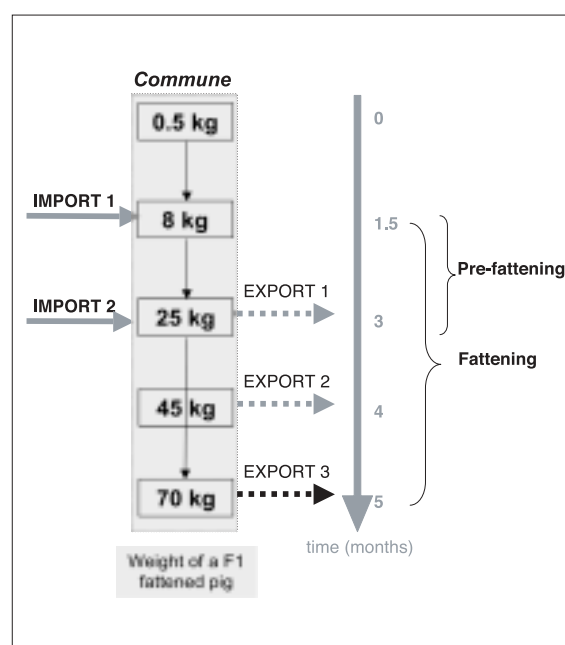 Commune
0.5 kg
0
IMPORT 1
8 kg
1.5
Pre-fattening
IMPORT 2
25 kg
EXPORT 1
3
Fattening
45 kg
EXPORT 2
4
70 kg
EXPORT 3
5
time (months)
Weight of a F1
fattened pig